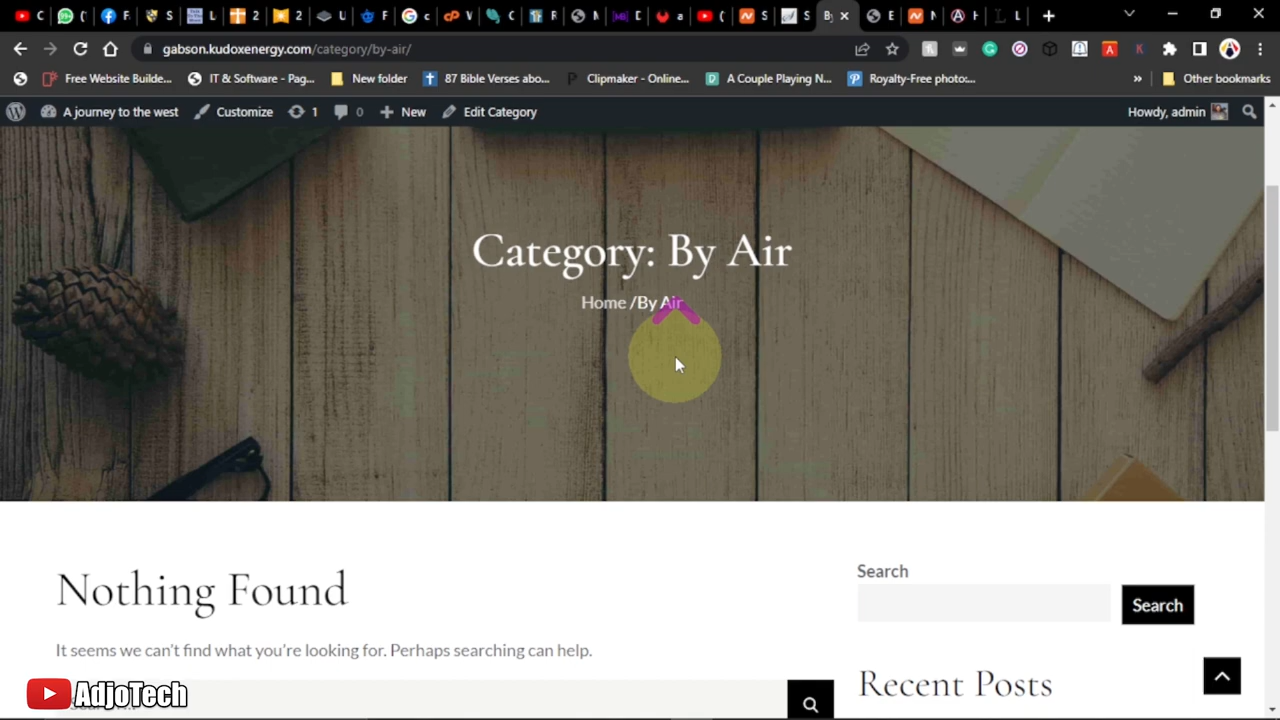 gabson.kudoxenergy.com/category/by-air/
Free Website Builde... IT & Software - Pag... New folder 87 Bible Verses abo... Clipmaker - Online... A Couple Playing N... Royalty-Free photo:... » Other bookmarks
A journey to the west Customize 1 0 New Edit Category Howdy, admin
Category: By Air
Home /By Air
Nothing Found
Search
Search
It seems we can't find what you're looking for. Perhaps searching can help.
Recent Posts
AdjoTech